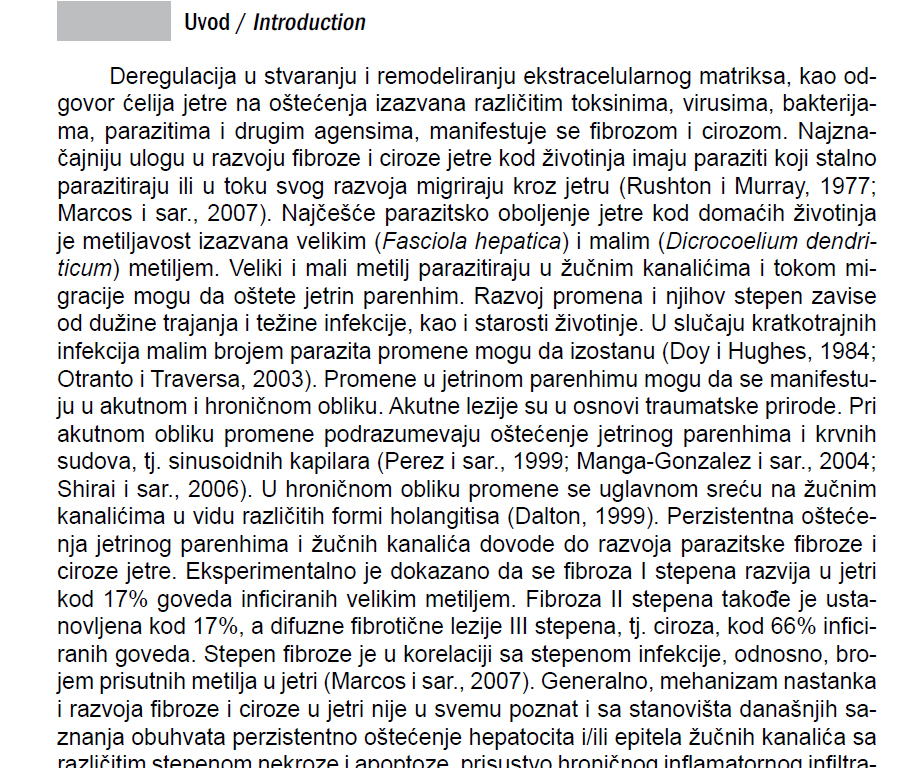 Uvod / Introduction
Deregulacija u stvaranju i remodeliranju ekstracelularnog matriksa, kao od-
govor ćelija jetre na oštećenja izazvana različitim toksinima, virusima, bakterija-
ma, parazitima i drugim agensima, manifestuje se fibrozom i cirozom. Najzna-
čajniju ulogu u razvoju fibroze i ciroze jetre kod životinja imaju paraziti koji stalno
parazitiraju ili u toku svog razvoja migriraju kroz jetru (Rushton i Murray, 1977;
Marcos i sar., 2007). Najčešće parazitsko oboljenje jetre kod domaćih životinja
je metiljavost izazvana velikim (Fasciola hepatica) i malim (Dicrocoelium dendri-
ticum) metiljem. Veliki i mali metilj parazitiraju u žučnim kanalićima i tokom mi-
gracije mogu da oštete jetrin parenhim. Razvoj promena i njihov stepen zavise
od dužine trajanja i težine infekcije, kao i starosti životinje. U slučaju kratkotrajnih
infekcija malim brojem parazita promene mogu da izostanu (Doy i Hughes, 1984;
Otranto i Traversa, 2003). Promene u jetrinom parenhimu mogu da se manifestu-
ju u akutnom i hroničnom obliku. Akutne lezije su u osnovi traumatske prirode. Pri
akutnom obliku promene podrazumevaju oštećenje jetrinog parenhima i krvnih
sudova, tj. sinusoidnih kapilara (Perez i sar., 1999; Manga-Gonzalez i sar., 2004;
Shirai i sar., 2006). U hroničnom obliku promene se uglavnom sreću na žučnim
kanalićima u vidu različitih formi holangitisa (Dalton, 1999). Perzistentna ošteće-
nja jetrinog parenhima i žučnih kanalića dovode do razvoja parazitske fibroze i
ciroze jetre. Eksperimentalno je dokazano da se fibroza I stepena razvija u jetri
kod 17% goveda inficiranih velikim metiljem. Fibroza II stepena takođe je usta-
novljena kod 17%, a difuzne fibrotične lezije III stepena, tj. ciroza, kod 66% infici-
ranih goveda. Stepen fibroze je u korelaciji sa stepenom infekcije, odnosno, bro-
jem prisutnih metilja u jetri (Marcos i sar., 2007). Generalno, mehanizam nastanka
i razvoja fibroze i ciroze u jetri nije u svemu poznat i sa stanovišta današnjih sa-
znanja obuhvata perzistentno oštećenje hepatocita i/ili epitela žučnih kanalića sa
različitim stepenom nekroze i apoptoze, prisustvo hroničnog inflamatornog infiltra-